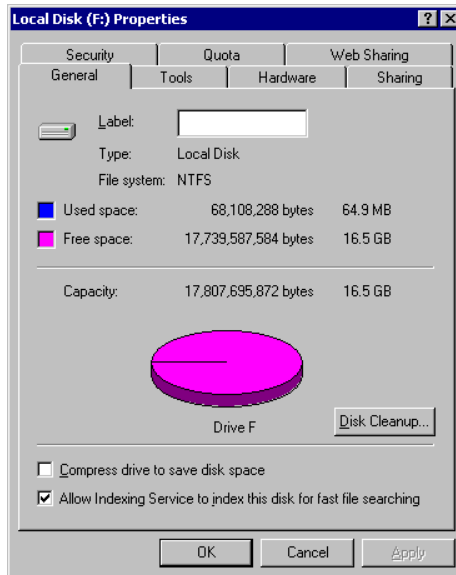 Local Disk (F:) Properties
Security Quota Web Sharing
General Tools Hardware Sharing
Label:
Type: Local Disk
File system: NTFS
Used space: 68,108,288 bytes 64.9 MB
Free space: 17,739,587,584 bytes 16.5 GB
Capacity: 17,807,695,872 bytes 16.5 GB
Drive F
Disk Cleanup...
Compress drive to save disk space
Allow Indexing Service to index this disk for fast file searching
OK Cancel Apply